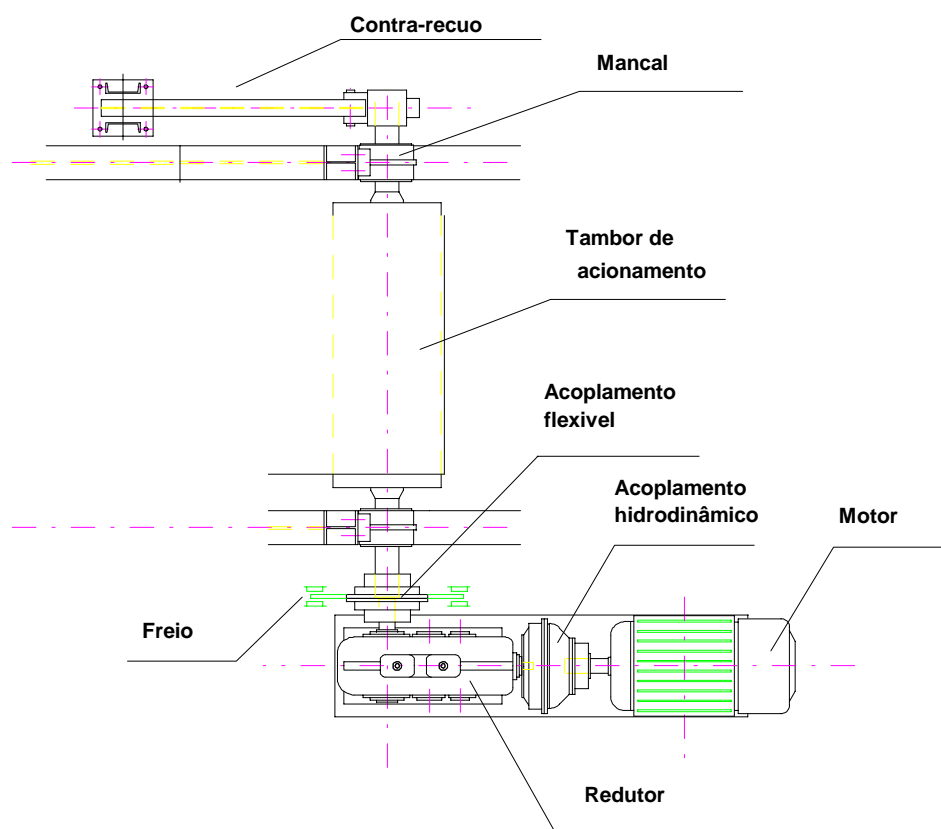 Contra-recuo
Mancal
Tambor de
acionamento
Acoplamento
flexivel
Acoplamento
hidrodinâmico
Motor
Freio
Redutor